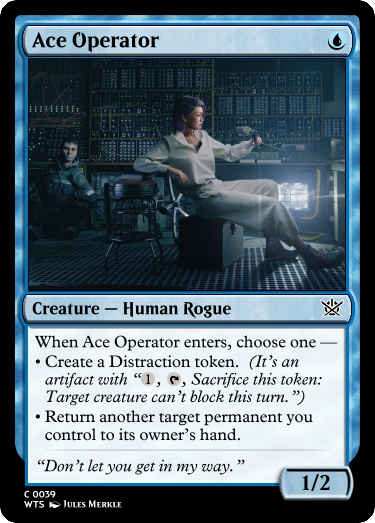 Ace Operator
Creature — Human Rogue
When Ace Operator enters, choose one —
• Create a Distraction token. (It's an
artifact with “1, T, Sacrifice this token:
Target creature can't block this turn.”)
• Return another target permanent you
control to its owner's hand.
“Don't let you get in my way.”
1/2
C 0039
WTS Jules Merkle